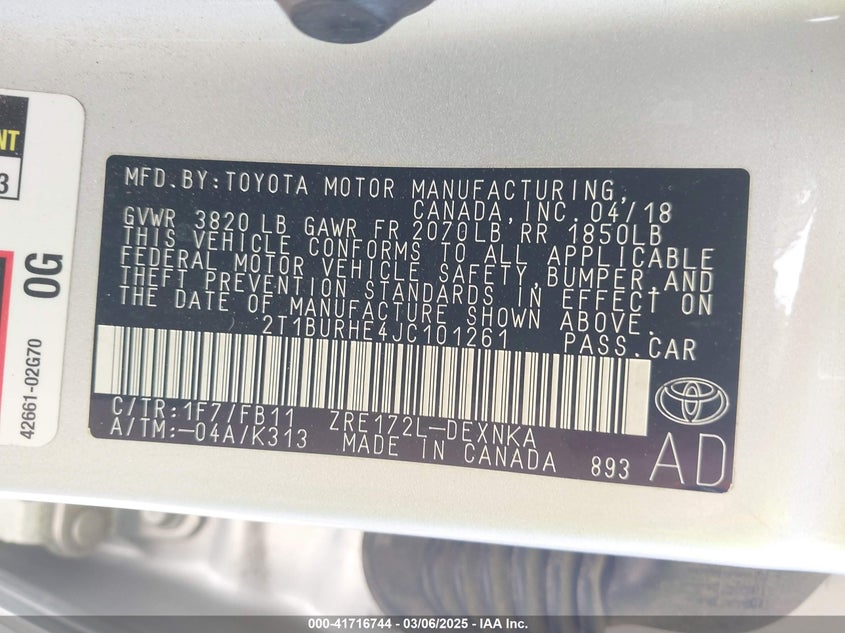 NT
3
0G
42661-02G70
MFD.BY:TOYOTA MOTOR MANUFACTURING,
CANADA,INC. 04/18
GVWR 3820 LB GAWR FR 2070LB, RR 1850LB
THIS VEHICLE CONFORMS TO ALL APPLICABLE
FEDERAL MOTOR VEHICLE SAFETY,BUMPER,AND
THEFT PREVENTION STANDARDS IN EFFECT ON
THE DATE OF MANUFACTURE SHOWN ABOVE.
2T1BURHE4JC101261 PASS.CAR
C/TR:1F7/FB11 ZRE172L-DEXNKA
A/TM:-04A/K313 MADE IN CANADA 893 AD
000-41716744 | 03/06/2025 | IAA Inc.